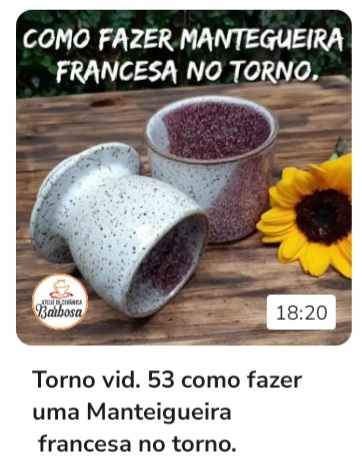 COMO FAZER MANTEGUEIRA
FRANCESA NO TORNO.
ATELIÊ DE CERÂMICA
Barbosa
18:20
Torno vid. 53 como fazer
uma Manteigueira
francesa no torno.